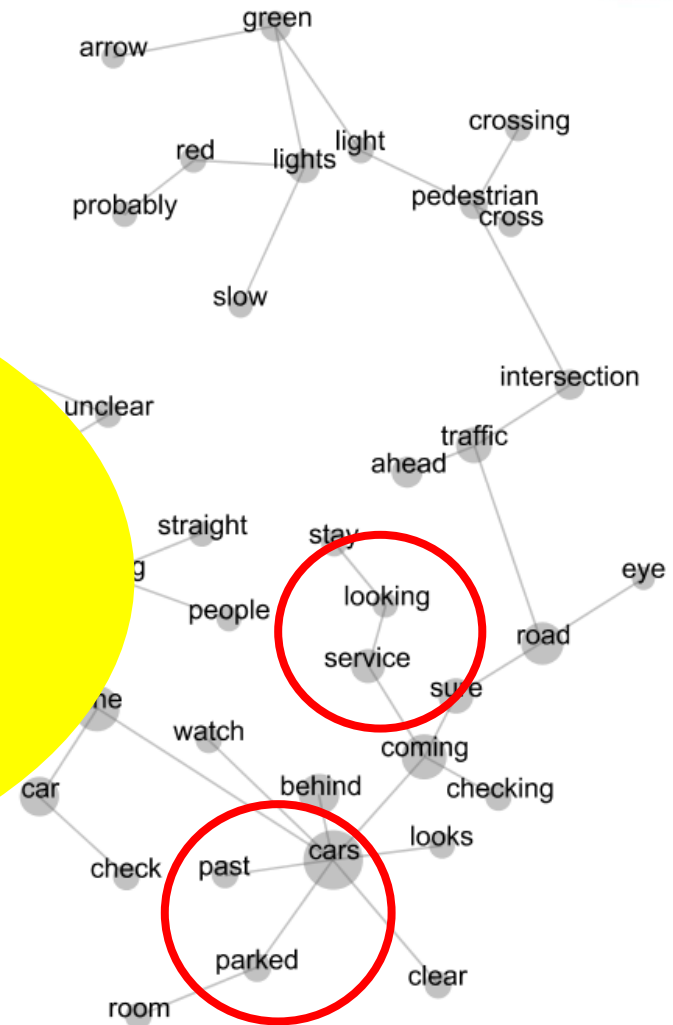 green
arrow
crossing
light
red
lights
pedestrian
probably
cross
slow
intersection
unclear
traffic
ahead
straight
stay
g
eye
looking
people
road
service
sure
ne
watch
coming
behind
car
checking
looks
cars
past
check
parked
clear
room